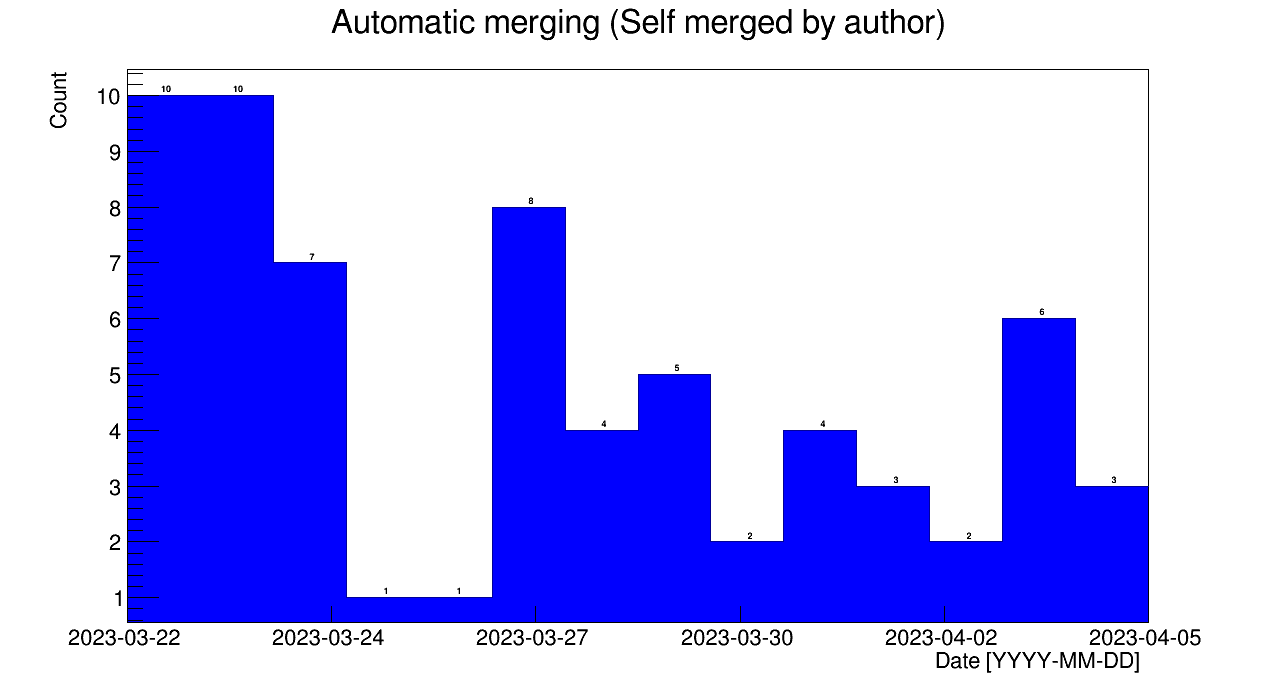 Automatic merging (Self merged by author)
Count
10
9
8
7
6
5
4
3
2
1
10 10 7 1 1 8 4 5 2 4 3 2 6 3
2023-03-22 2023-03-24 2023-03-27 2023-03-30 2023-04-02 2023-04-05
Date [YYYY-MM-DD]